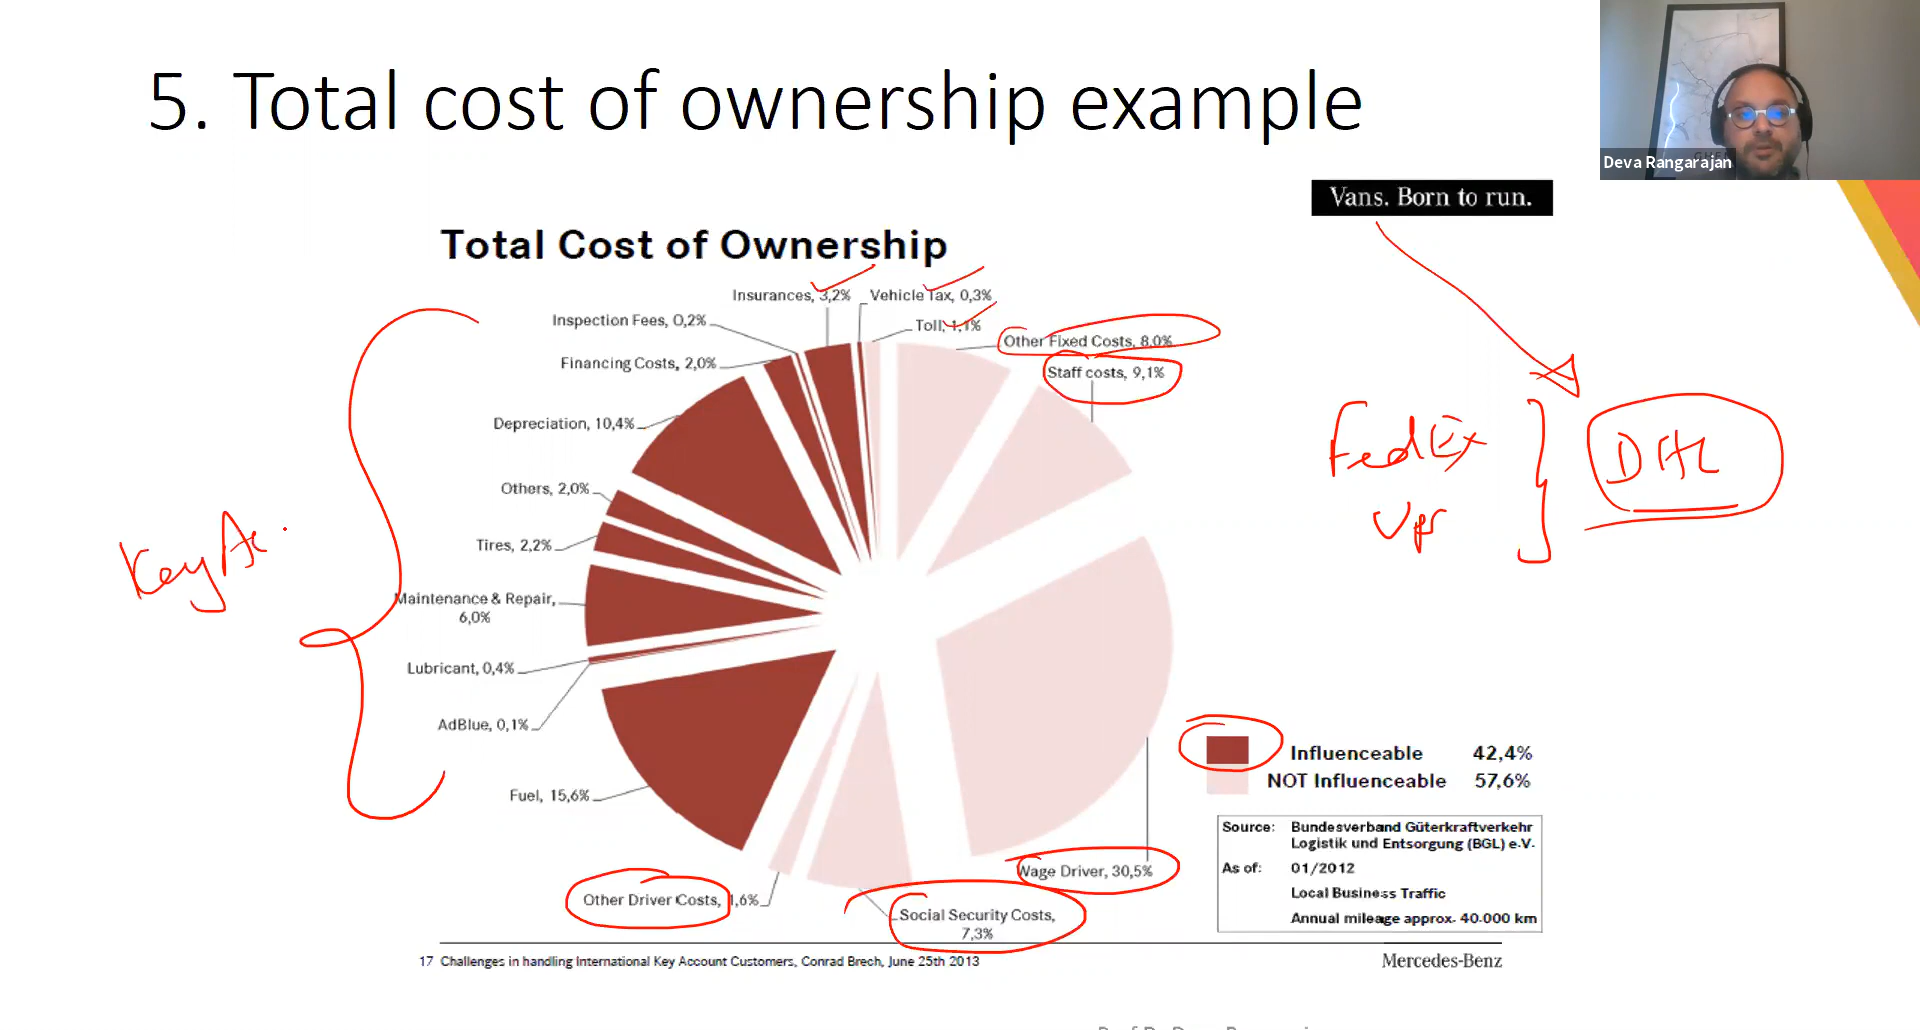 5. Total cost of ownership example
Deva Rangarajan
Vans. Born to run.
Total Cost of Ownership
Insurances, 3,2%
Vehicle Tax, 0,3%
Inspection Fees, 0,2%
Toll, 1,1%
Other Fixed Costs, 8,0%
Financing Costs, 2,0%
Staff costs, 9,1%
Depreciation, 10,4%
FedEx
DHL
Others, 2,0%
Tires, 2,2%
Key Ac.
Maintenance & Repair,
6,0%
Lubricant, 0,4%
AdBlue, 0,1%
Fuel, 15,6%
Influenceable 42,4%
NOT Influenceable 57,6%
Source: Bundesverband Güterkraftverkehr
Logistik und Entsorgung (BGL) e.V.
As of: 01/2012
Local Business Traffic
Annual mileage approx. 40.000 km
Wage Driver, 30,5%
Other Driver Costs, 1,6%
Social Security Costs,
7,3%
17 Challenges in handling International Key Account Customers, Conrad Brech, June 25th 2013
Mercedes-Benz